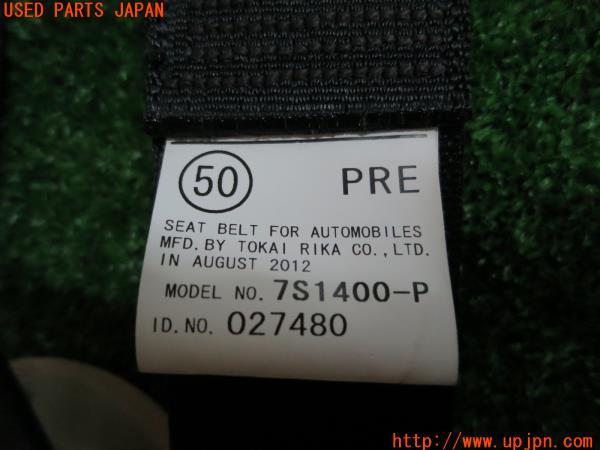 USED PARTS JAPAN
50 PRE
SEAT BELT FOR AUTOMOBILES
MFD. BY TOKAI RIKA CO., LTD.
IN AUGUST 2012
MODEL NO. 7S1400-P
ID. NO. 027480
http://www.upjpn.com/